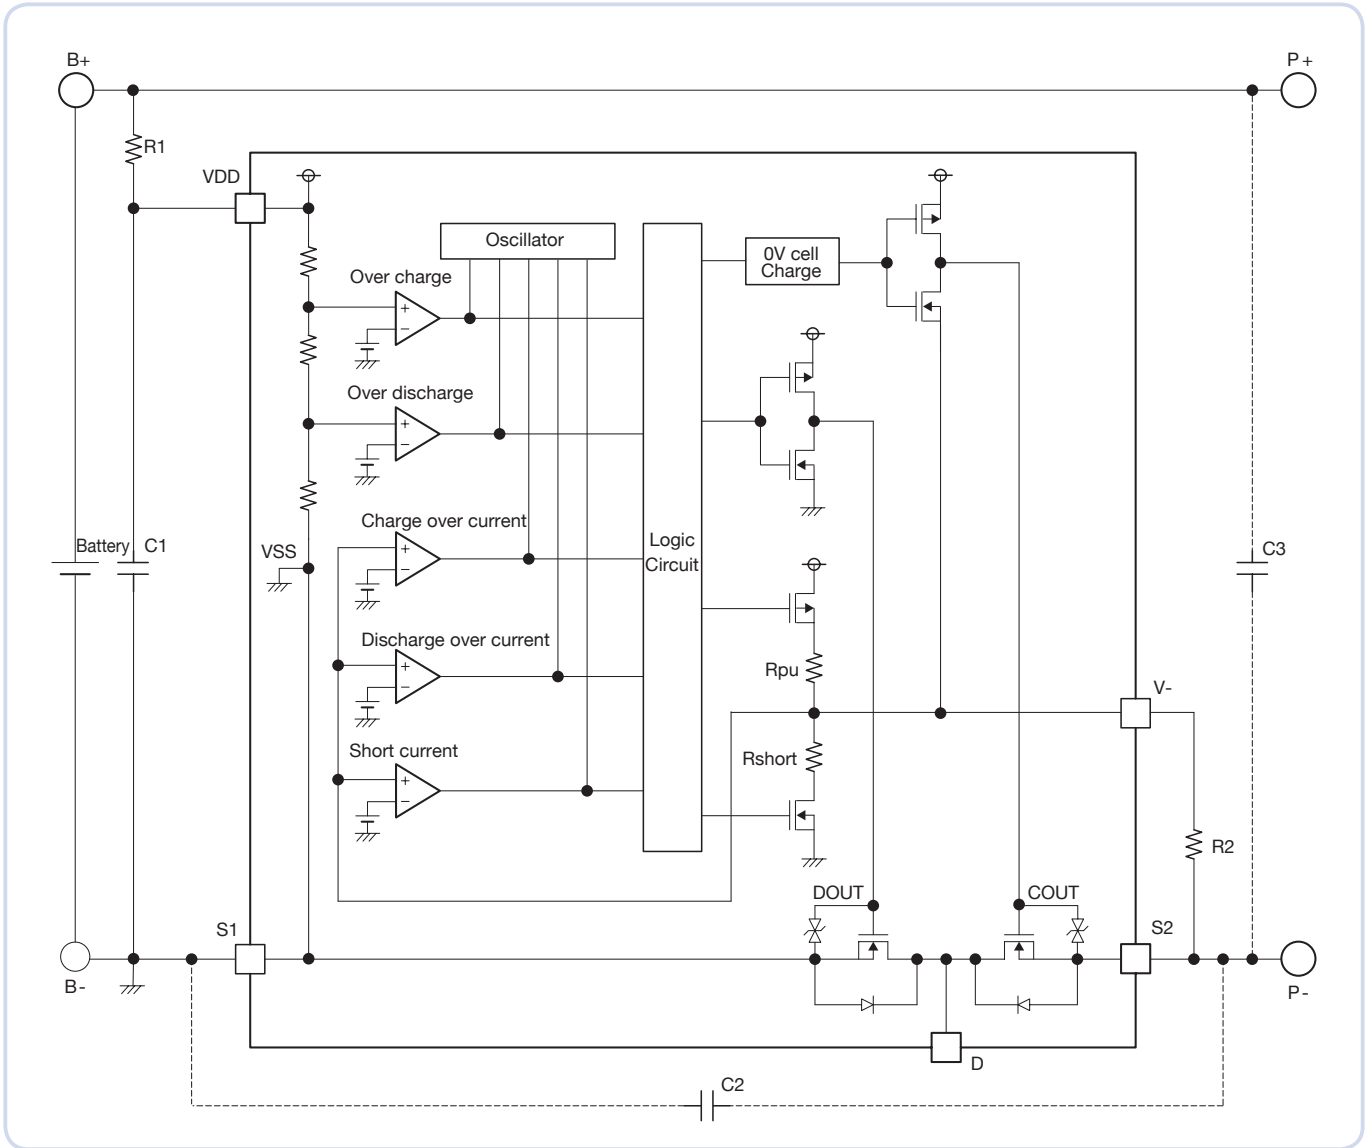 B+
P+
R1
VDD
Oscillator
0V cell
Charge
Over charge
+
−
Over discharge
+
−
Charge over current
+
−
Battery
C1
VSS
Logic
Circuit
C3
Discharge over current
+
−
Rpu
V-
Short current
+
−
Rshort
R2
DOUT
COUT
S1
S2
B-
P-
D
C2